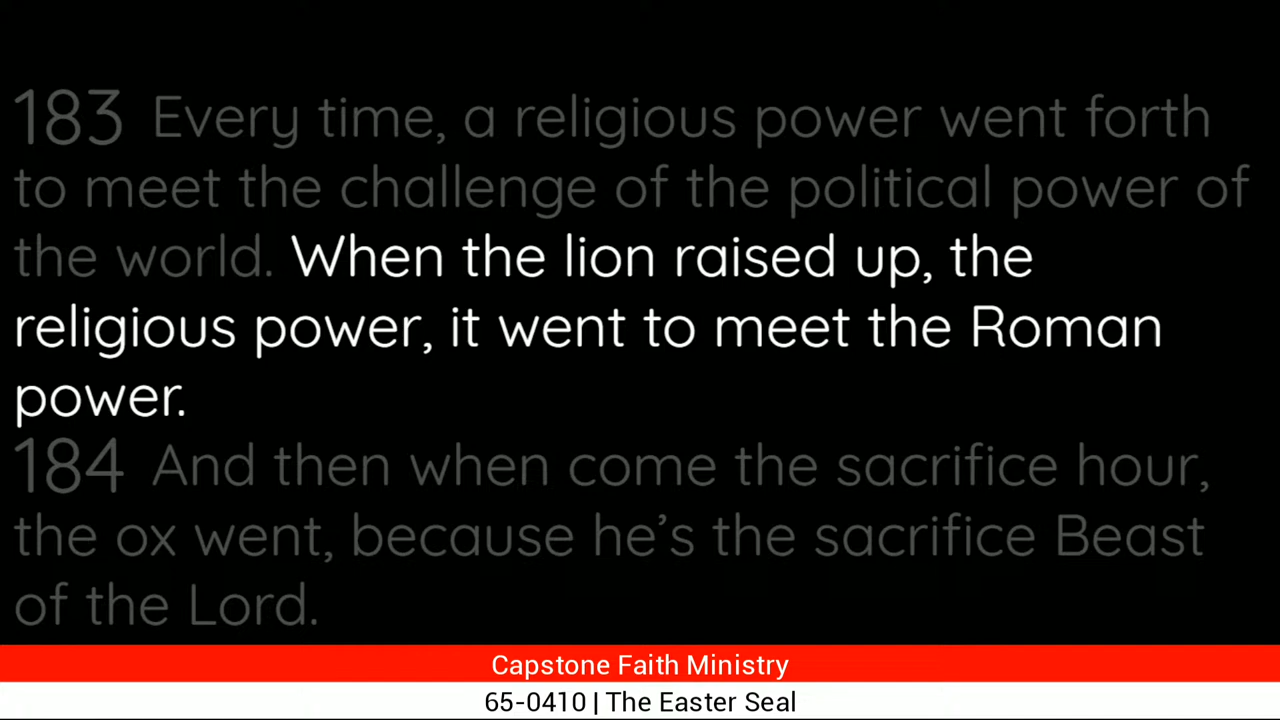 183 Every time, a religious power went forth
to meet the challenge of the political power of
the world. When the lion raised up, the
religious power, it went to meet the Roman
power.
184 And then when come the sacrifice hour,
the ox went, because he’s the sacrifice Beast
of the Lord.
Capstone Faith Ministry
65-0410 | The Easter Seal